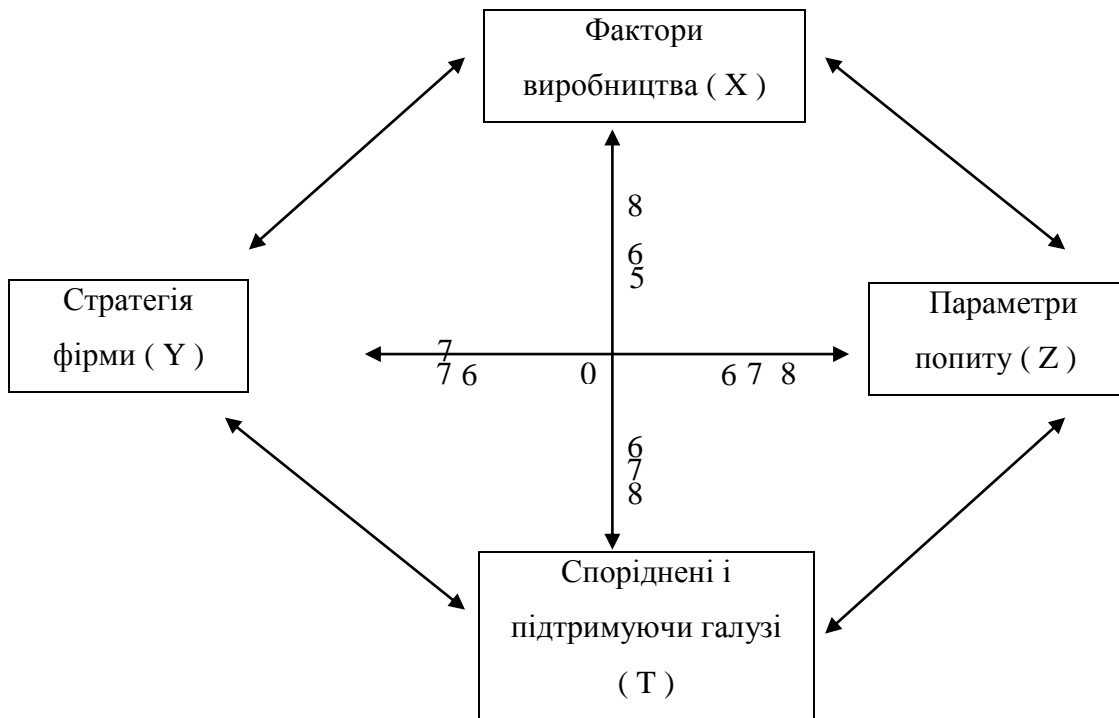 Фактори
виробництва ( X )
8
6
5
Стратегія
фірми ( Y )
Параметри
попиту ( Z )
7
7 6 0 6 7 8
6
7
8
Споріднені і
підтримуючи галузі
( Т )